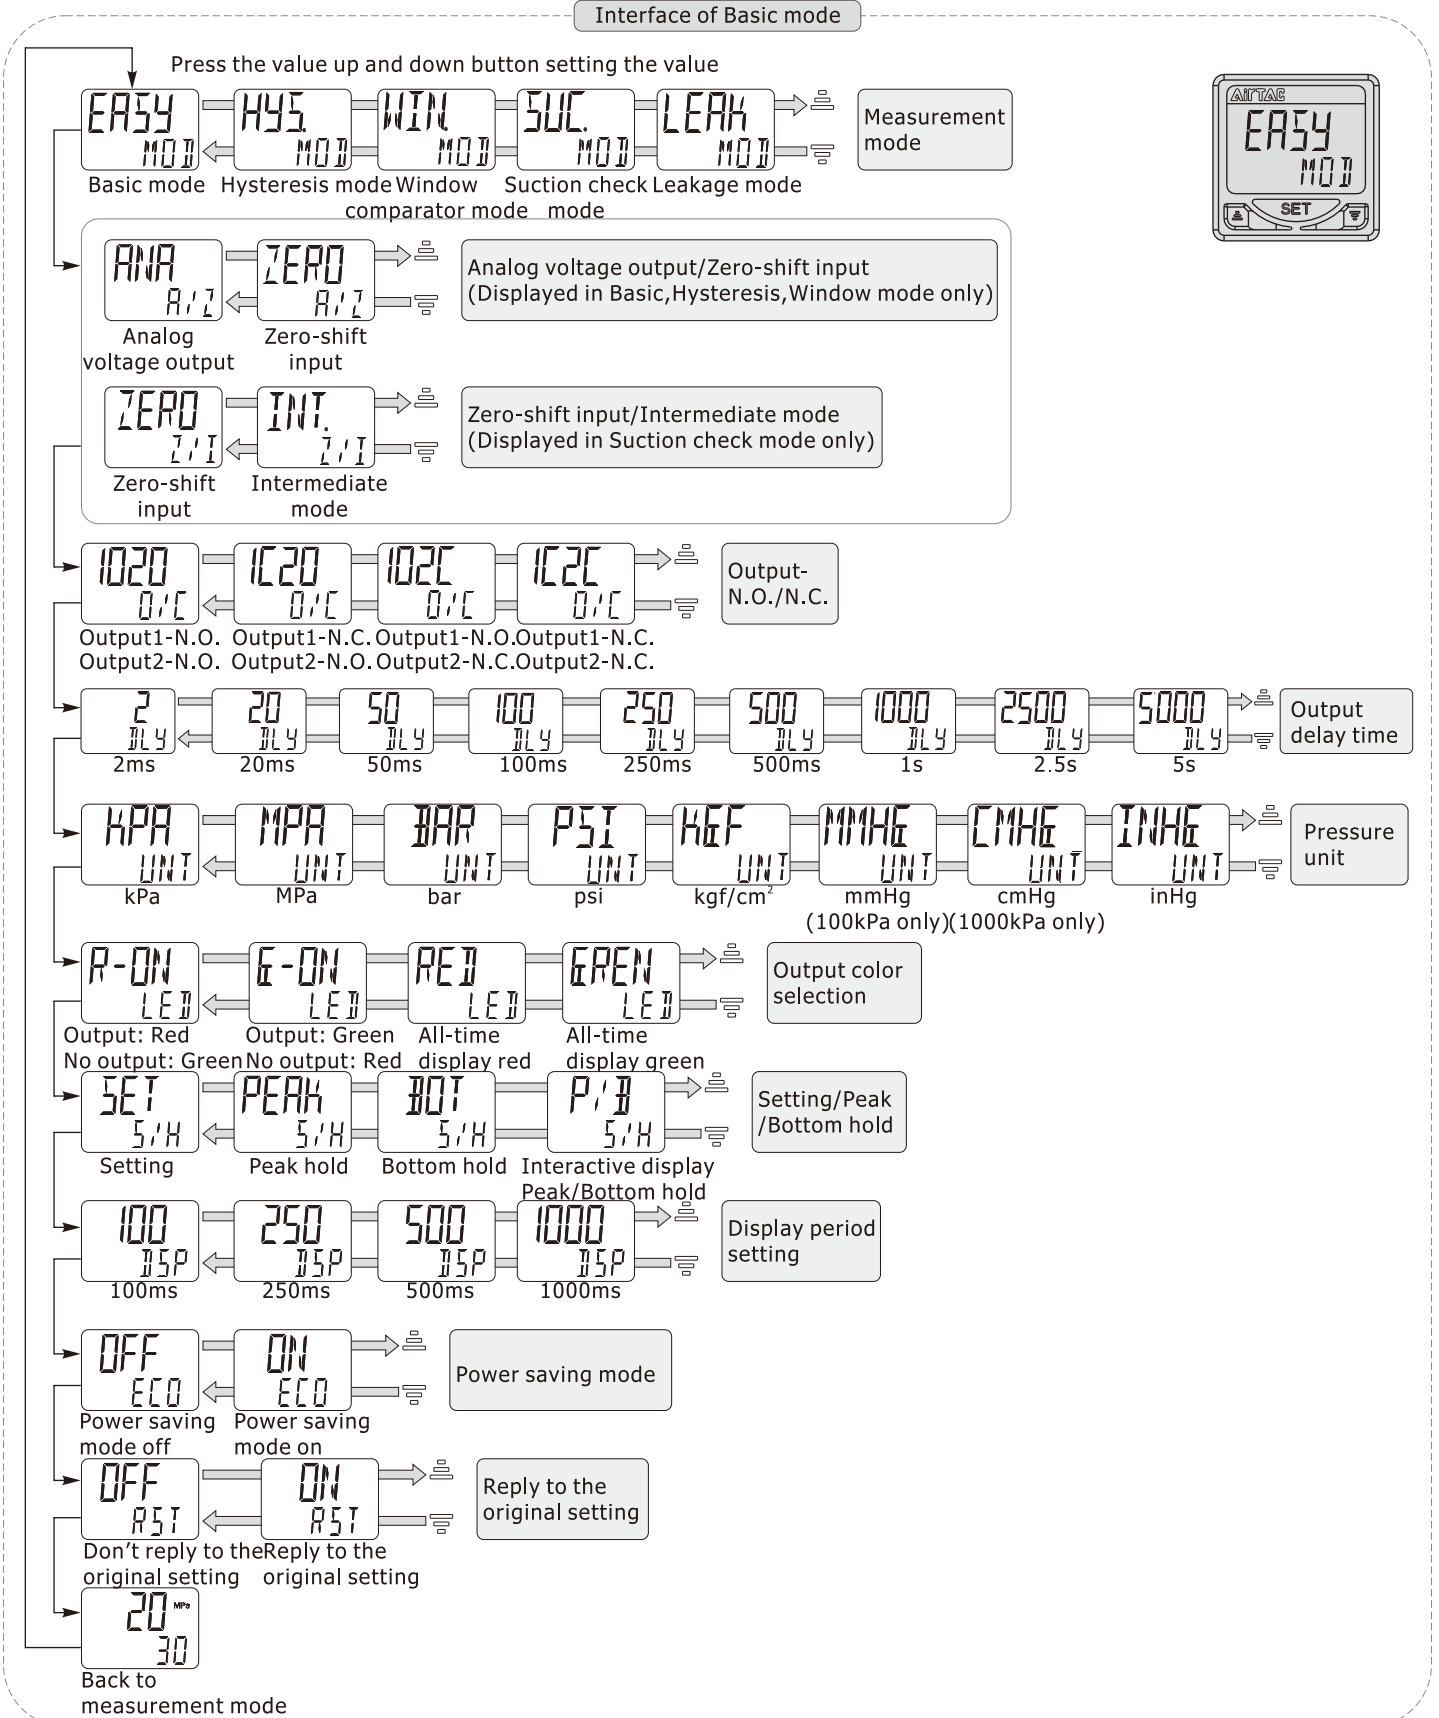 Interface of Basic mode
Press the value up and down button setting the value
EASY MOD
HYS. MOD
WIN. MOD
SUC. MOD
LEAK MOD
Measurement
mode
AirTAC
EASY
MOD
SET
Basic mode
Hysteresis mode
Window
comparator mode
Suction check
mode
Leakage mode
ANA A/Z
ZERO A/Z
Analog voltage output/Zero-shift input
(Displayed in Basic,Hysteresis,Window mode only)
Analog
voltage output
Zero-shift
input
ZERO Z/I
INT. Z/I
Zero-shift input/Intermediate mode
(Displayed in Suction check mode only)
Zero-shift
input
Intermediate
mode
1O2O O/C
1C2O O/C
1O2C O/C
1C2C O/C
Output-
N.O./N.C.
Output1-N.O.
Output2-N.O.
Output1-N.C.
Output2-N.O.
Output1-N.O.
Output2-N.C.
Output1-N.C.
Output2-N.C.
2 DLY
20 DLY
50 DLY
100 DLY
250 DLY
500 DLY
1000 DLY
2500 DLY
5000 DLY
Output
delay time
2ms
20ms
50ms
100ms
250ms
500ms
1s
2.5s
5s
KPA UNT
MPA UNT
BAR UNT
PSI UNT
KGF UNT
MMHG UNT
CMHG UNT
INHG UNT
Pressure
unit
kPa
MPa
bar
psi
kgf/cm²
mmHg
(100kPa only)
cmHg
(1000kPa only)
inHg
R-ON LED
G-ON LED
RED LED
GREN LED
Output color
selection
Output: Red
No output: Green
Output: Green
No output: Red
All-time
display red
All-time
display green
SET S/H
PEAK S/H
BOT S/H
P/B S/H
Setting/Peak
/Bottom hold
Setting
Peak hold
Bottom hold
Interactive display
Peak/Bottom hold
100 DSP
250 DSP
500 DSP
1000 DSP
Display period
setting
100ms
250ms
500ms
1000ms
OFF ECO
ON ECO
Power saving mode
Power saving
mode off
Power saving
mode on
OFF RST
ON RST
Reply to the
original setting
Don't reply to the
original setting
Reply to the
original setting
20 MPa
30
Back to
measurement mode